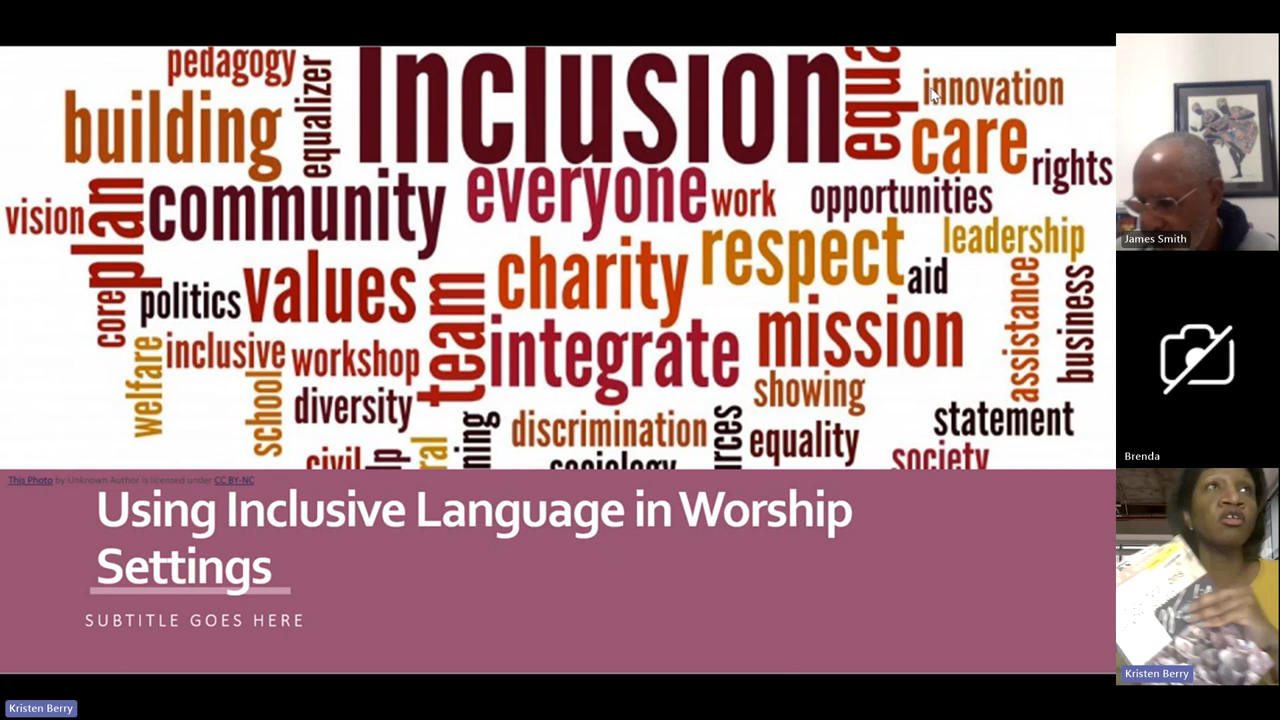 pedagogy
building
equalizer
Inclusion
equa
innovation
care
rights
vision
plan
community
everyone
work
opportunities
respect
leadership
core
politics
values
team
charity
aid
assistance
business
welfare
inclusive
workshop
integrate
mission
school
diversity
showing
discrimination
equality
statement
civil
sociology
society
This Photo by Unknown Author is licensed under CC BY-NC
Using Inclusive Language in Worship
Settings
SUBTITLE GOES HERE
James Smith
Brenda
Kristen Berry
Kristen Berry